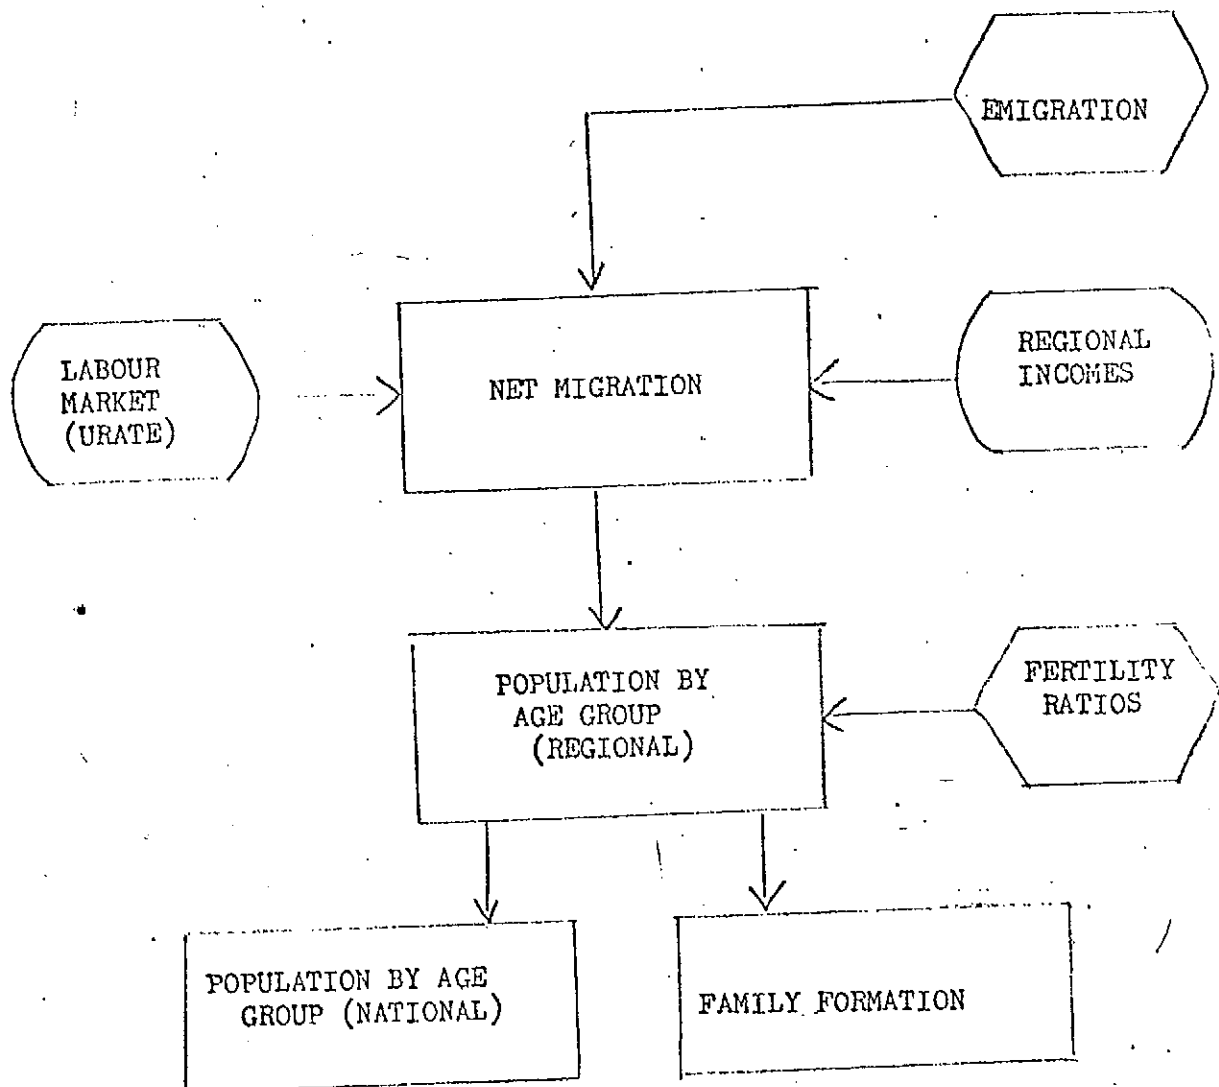 EMIGRATION
REGIONAL
INCOMES
LABOUR
MARKET
(URATE)
NET MIGRATION
POPULATION BY
AGE GROUP
(REGIONAL)
FERTILITY
RATIOS
POPULATION BY AGE
GROUP (NATIONAL)
FAMILY FORMATION